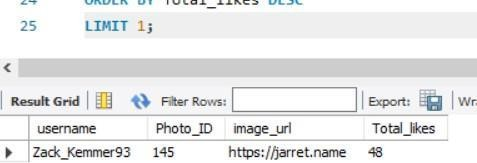 24 ORDER BY Total_likes DESC
25 LIMIT 1;
Result Grid Filter Rows: Export:
username Photo_ID image_url Total_likes
Zack_Kemmer93 145 https://jarret.name 48